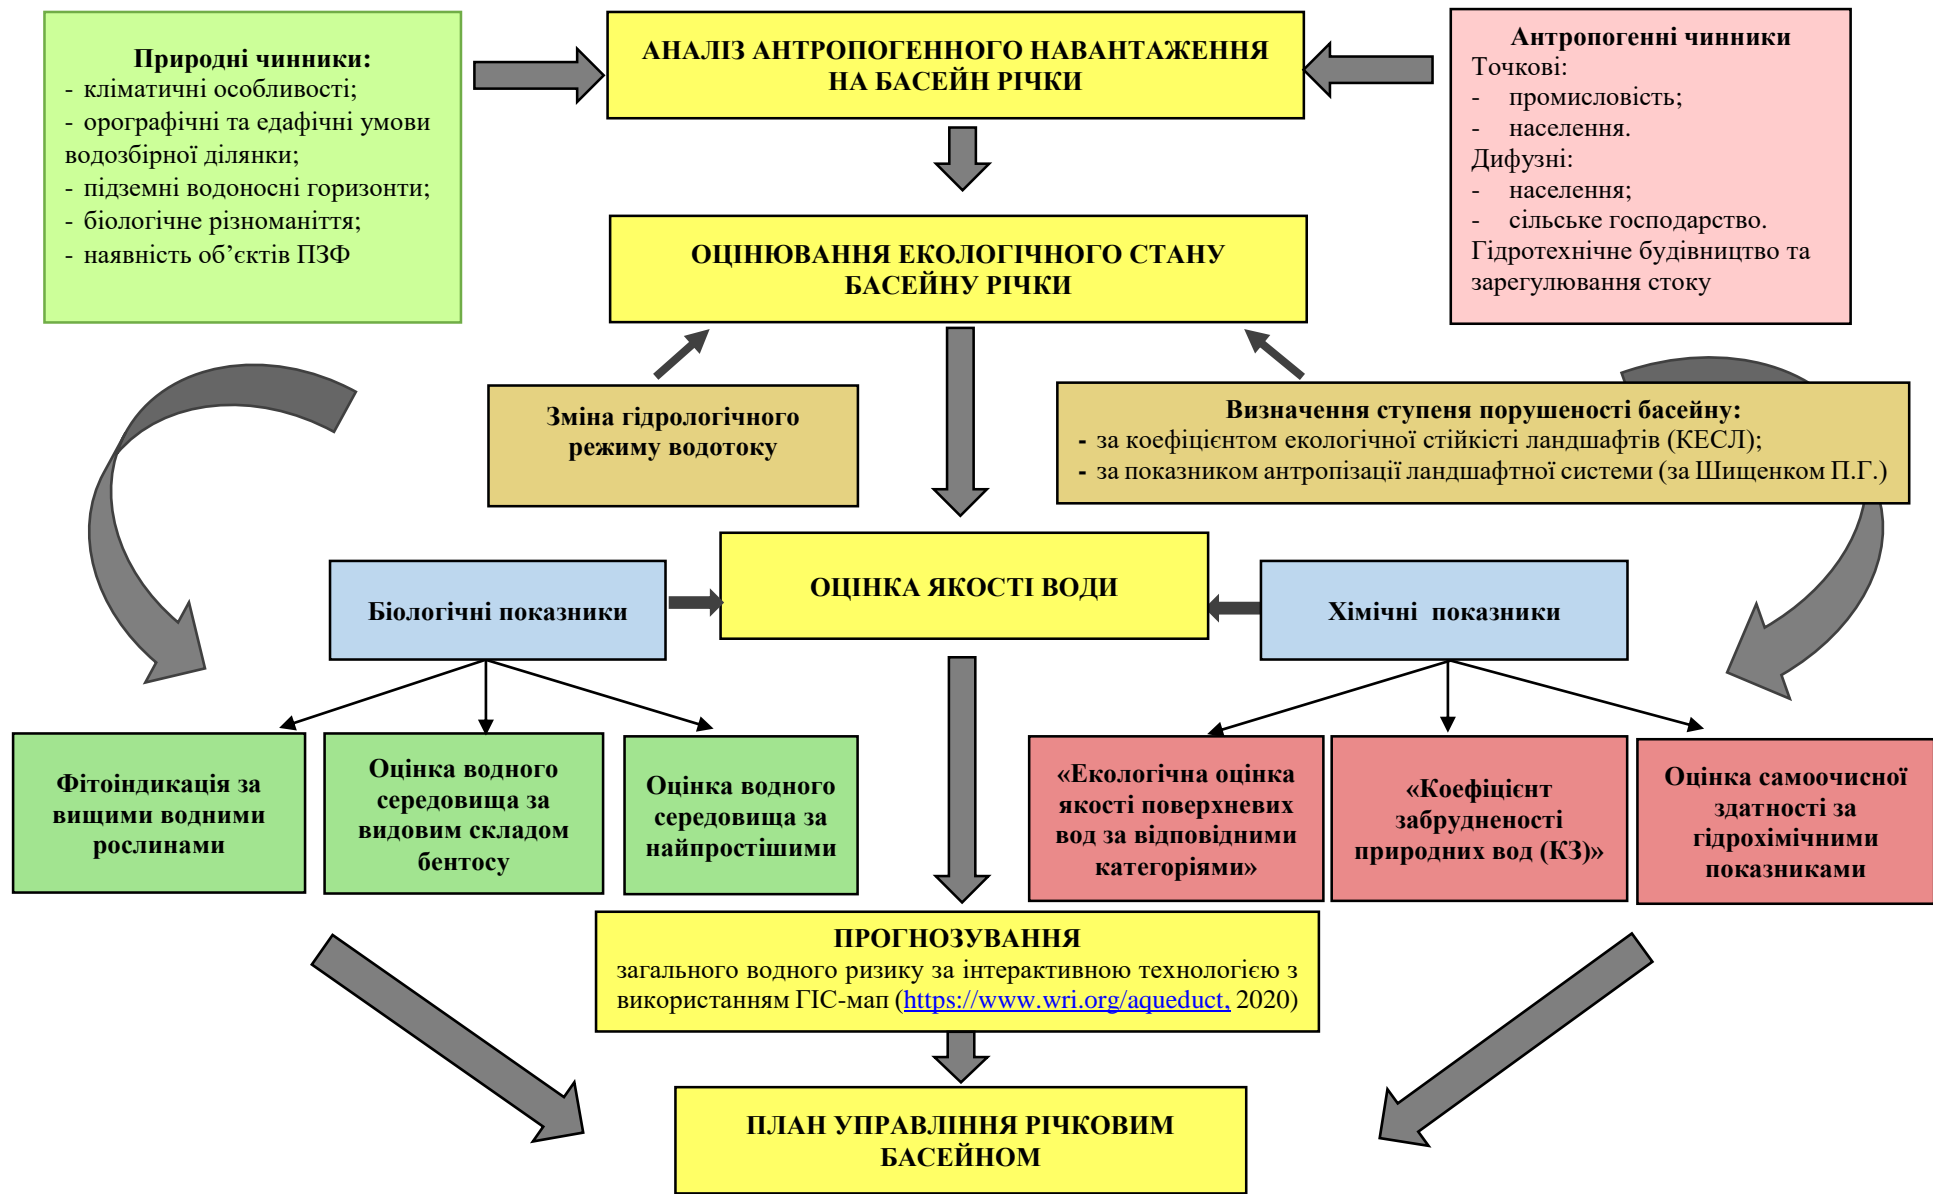 Природні чинники:
- кліматичні особливості;
- орографічні та едафічні умови
водозбірної ділянки;
- підземні водоносні горизонти;
- біологічне різноманіття;
- наявність об’єктів ПЗФ
АНАЛІЗ АНТРОПОГЕННОГО НАВАНТАЖЕННЯ
НА БАСЕЙН РІЧКИ
Антропогенні чинники
Точкові:
- промисловість;
- населення.
Дифузні:
- населення;
- сільське господарство.
Гідротехнічне будівництво та
зарегулювання стоку
ОЦІНЮВАННЯ ЕКОЛОГІЧНОГО СТАНУ
БАСЕЙНУ РІЧКИ
Зміна гідрологічного
режиму водотоку
Визначення ступеня порушеності басейну:
- за коефіцієнтом екологічної стійкісті ландшафтів (КЕСЛ);
- за показником антропізації ландшафтної системи (за Шищенком П.Г.)
ОЦІНКА ЯКОСТІ ВОДИ
Біологічні показники
Хімічні показники
Фітоіндикація за
вищими водними
рослинами
Оцінка водного
середовища за
видовим складом
бентосу
Оцінка водного
середовища за
найпростішими
«Екологічна оцінка
якості поверхневих
вод за відповідними
категоріями»
«Коефіцієнт
забрудненості
природних вод (КЗ)»
Оцінка самоочисної
здатності за
гідрохімічними
показниками
ПРОГНОЗУВАННЯ
загального водного ризику за інтерактивною технологією з
використанням ГІС-мап (https://www.wri.org/aqueduct, 2020)
ПЛАН УПРАВЛІННЯ РІЧКОВИМ
БАСЕЙНОМ